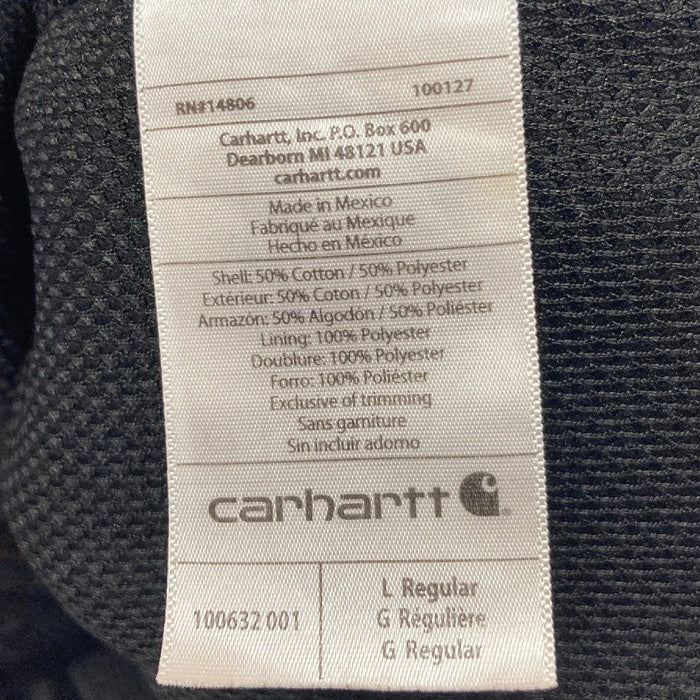 RN#14806 100127
Carhartt, Inc. P.O. Box 600
Dearborn MI 48121 USA
carhartt.com
Made in Mexico
Fabriqué au Mexique
Hecho en México
Shell: 50% Cotton / 50% Polyester
Extérieur: 50% Coton / 50% Polyester
Armazón: 50% Algodón / 50% Poliéster
Lining: 100% Polyester
Doublure: 100% Polyester
Forro: 100% Poliéster
Exclusive of trimming
Sans garniture
Sin incluir adorno
carhartt
100632 001
L Regular
G Régulière
G Regular